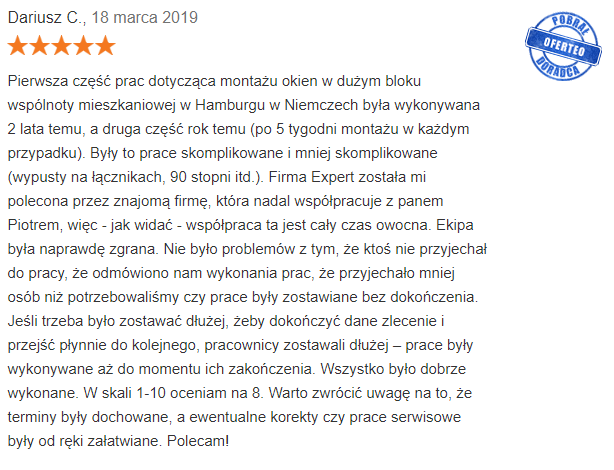 Dariusz C., 18 marca 2019
POBRAŁ
OFERTEO
DORADCA
Pierwsza część prac dotycząca montażu okien w dużym bloku
wspólnoty mieszkaniowej w Hamburgu w Niemczech była wykonywana
2 lata temu, a druga część rok temu (po 5 tygodni montażu w każdym
przypadku). Były to prace skomplikowane i mniej skomplikowane
(wypusty na łącznikach, 90 stopni itd.). Firma Expert została mi
polecona przez znajomą firmę, która nadal współpracuje z panem
Piotrem, więc - jak widać - współpraca ta jest cały czas owocna. Ekipa
była naprawdę zgrana. Nie było problemów z tym, że ktoś nie przyjechał
do pracy, że odmówiono nam wykonania prac, że przyjechało mniej
osób niż potrzebowaliśmy czy prace były zostawiane bez dokończenia.
Jeśli trzeba było zostawać dłużej, żeby dokończyć dane zlecenie i
przejść płynnie do kolejnego, pracownicy zostawali dłużej – prace były
wykonywane aż do momentu ich zakończenia. Wszystko było dobrze
wykonane. W skali 1-10 oceniam na 8. Warto zwrócić uwagę na to, że
terminy były dochowane, a ewentualne korekty czy prace serwisowe
były od ręki załatwiane. Polecam!